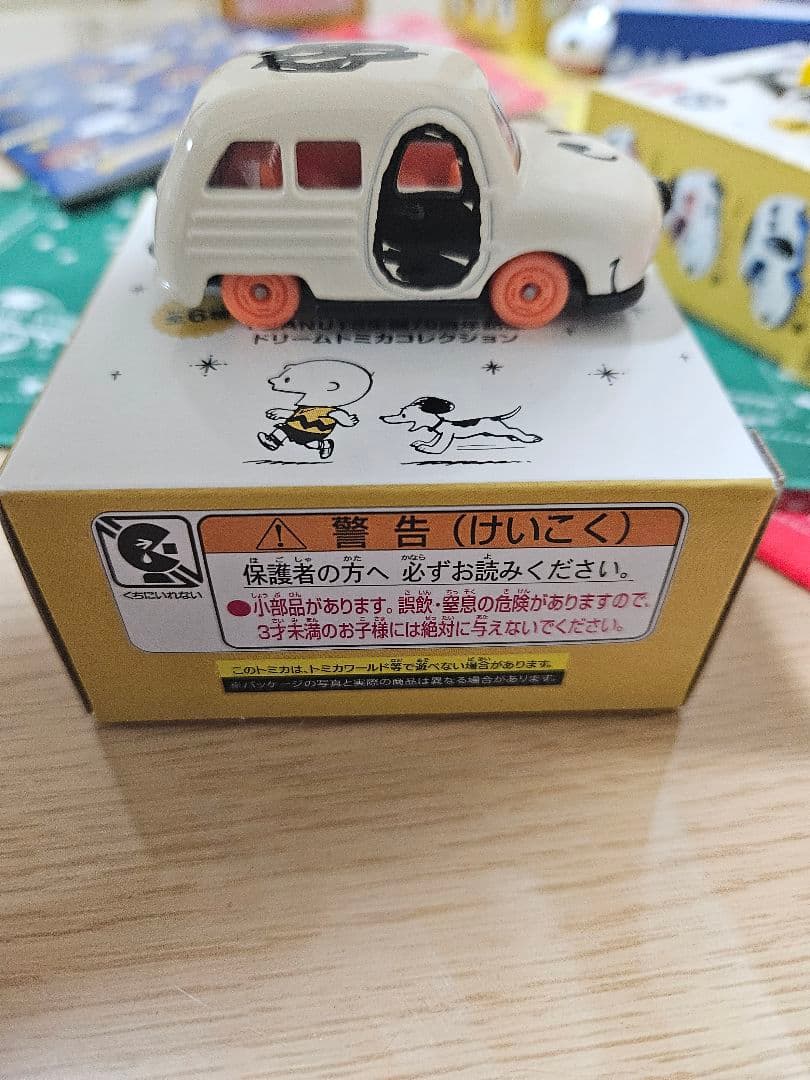 全6種
ドリームトミカコレクション
くちにいれない
警告（けいこく）
保護者の方へ 必ずお読みください。
●小部品があります。誤飲・窒息の危険がありますので、
3才未満のお子様には絶対に与えないでください。
このトミカは、トミカワールド等で遊べない場合があります。
※パッケージの写真と実際の商品は異なる場合があります。